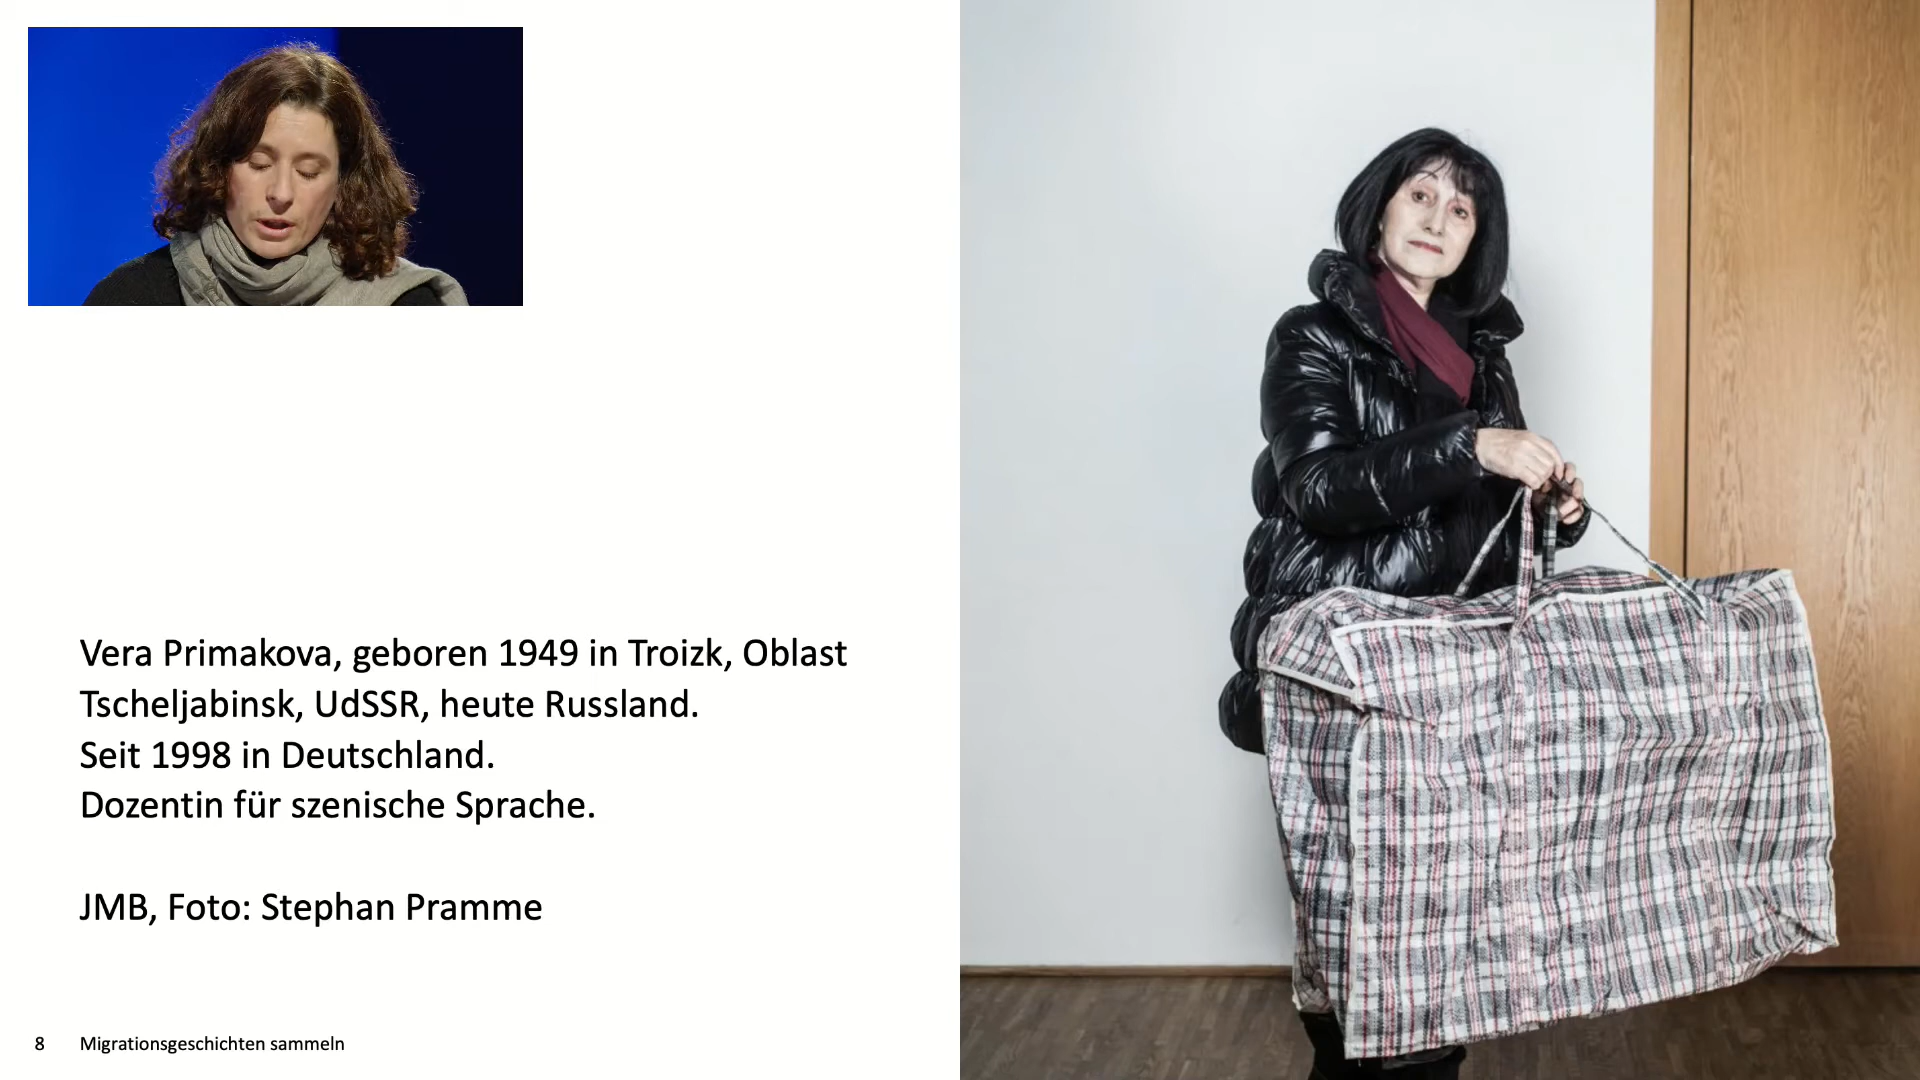 Vera Primakova, geboren 1949 in Troizk, Oblast
Tscheljabinsk, UdSSR, heute Russland.
Seit 1998 in Deutschland.
Dozentin für szenische Sprache.
JMB, Foto: Stephan Pramme
8 Migrationsgeschichten sammeln